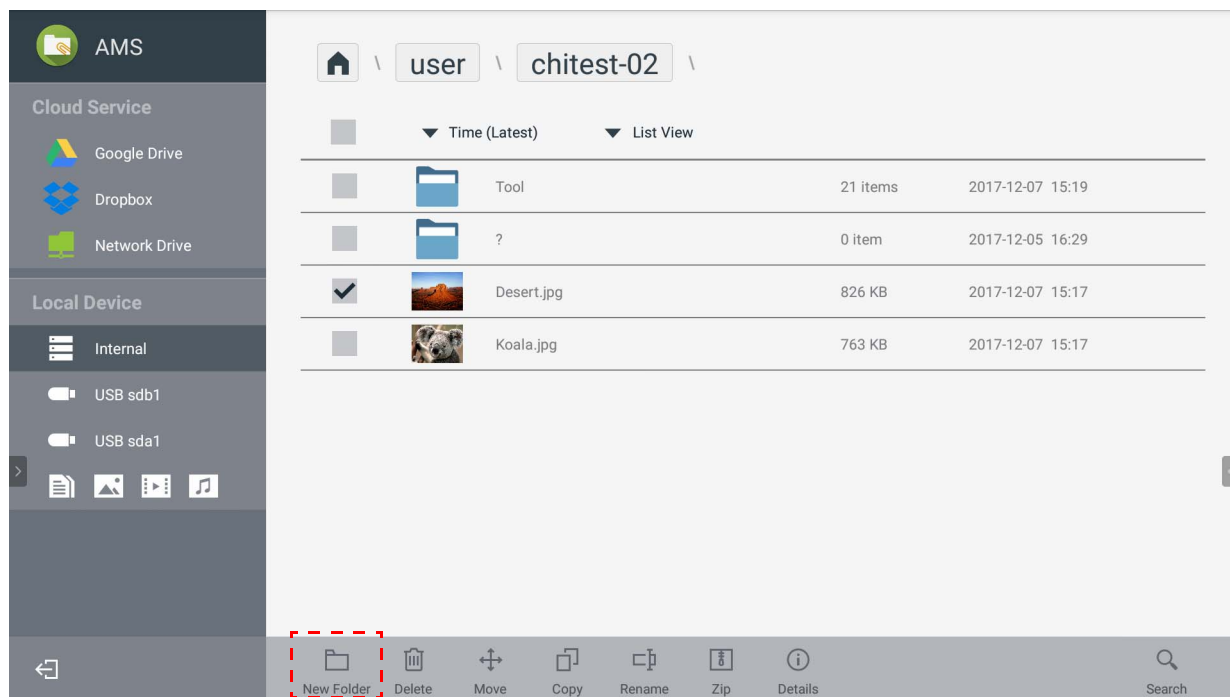 AMS
Cloud Service
Google Drive
Dropbox
Network Drive
Local Device
Internal
USB sdb1
USB sda1
\ user \ chitest-02 \
Time (Latest) List View
Tool 21 items 2017-12-07 15:19
? 0 item 2017-12-05 16:29
Desert.jpg 826 KB 2017-12-07 15:17
Koala.jpg 763 KB 2017-12-07 15:17
New Folder Delete Move Copy Rename Zip Details Search